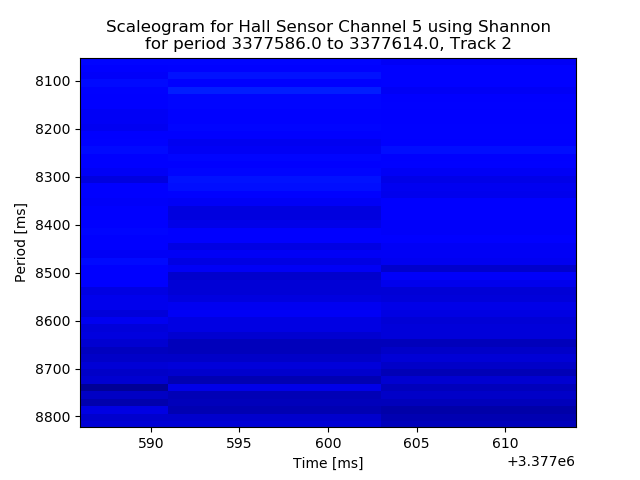 Scaleogram for Hall Sensor Channel 5 using Shannon
for period 3377586.0 to 3377614.0, Track 2
8100
8200
8300
8400
8500
8600
8700
8800
Period [ms]
590 595 600 605 610
Time [ms]
+3.377e6